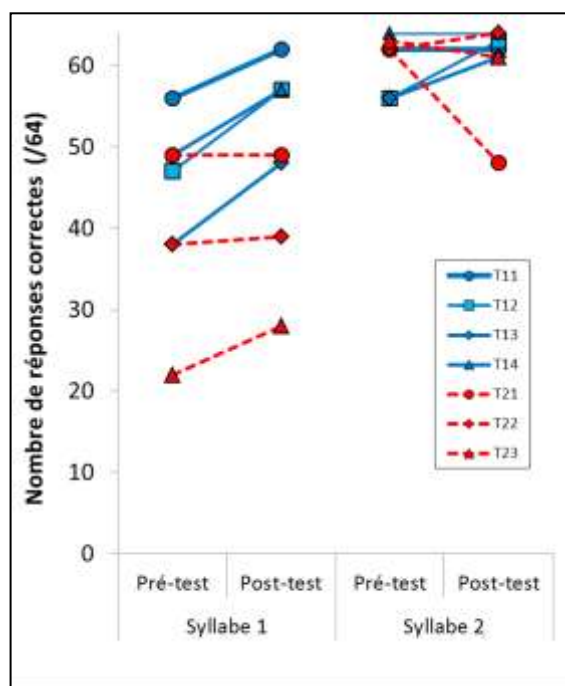 Nombre de réponses correctes (/64)
60
50
40
30
20
10
0
T11
T12
T13
T14
T21
T22
T23
Pré-test Post-test Pré-test Post-test
Syllabe 1 Syllabe 2